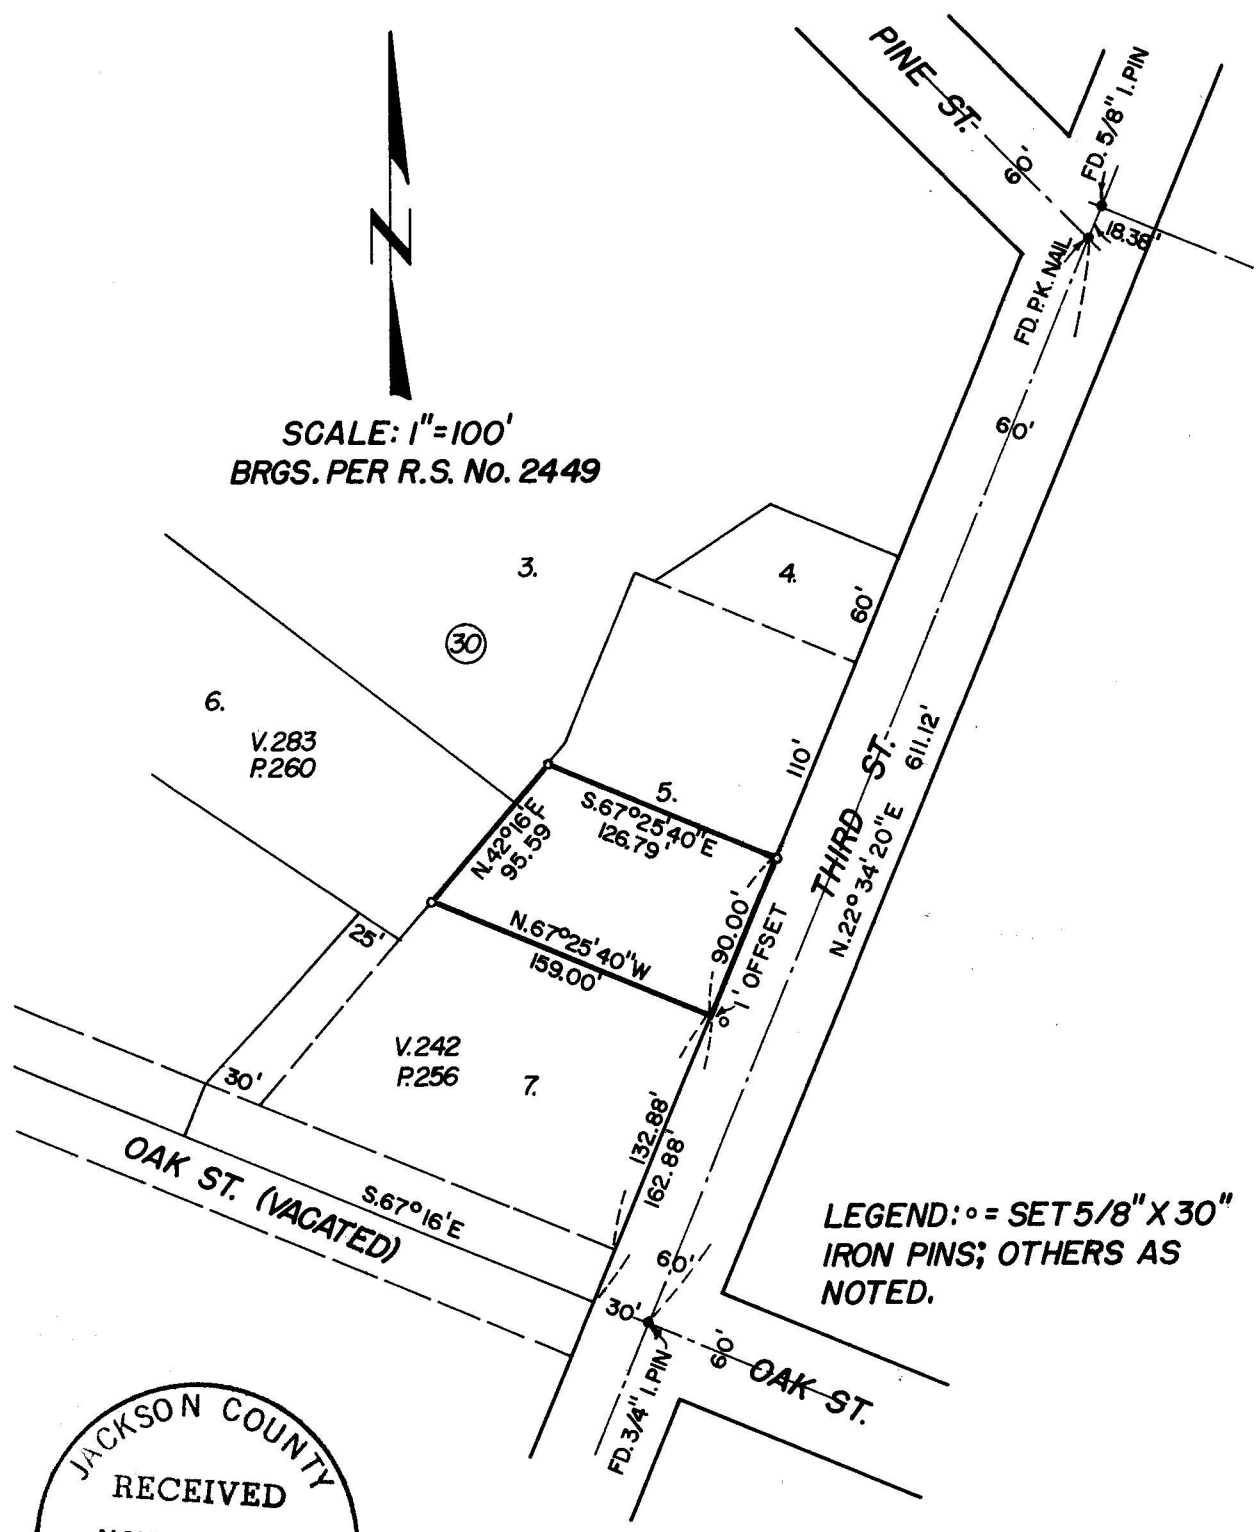 PINE ST.
60'
FD. 5/8" I.PIN
18.38'
FD. P.K. NAIL
60'
N
SCALE: 1"=100'
BRGS. PER R.S. No. 2449
3.
4.
60'
30
6.
V.283
P.260
110'
THIRD ST.
N.22°34'20"E 611.12'
5.
S.67°25'40"E
126.79'
N.42°16'E
95.59
90.00'
1' OFFSET
N.67°25'40"W
159.00'
25'
V.242
P.256
7.
30'
132.88'
162.88'
OAK ST. (VACATED)
S.67°16'E
LEGEND: o = SET 5/8" X 30"
IRON PINS; OTHERS AS
NOTED.
60'
30'
60'
OAK ST.
FD. 3/4" I.PIN
JACKSON COUNTY
RECEIVED